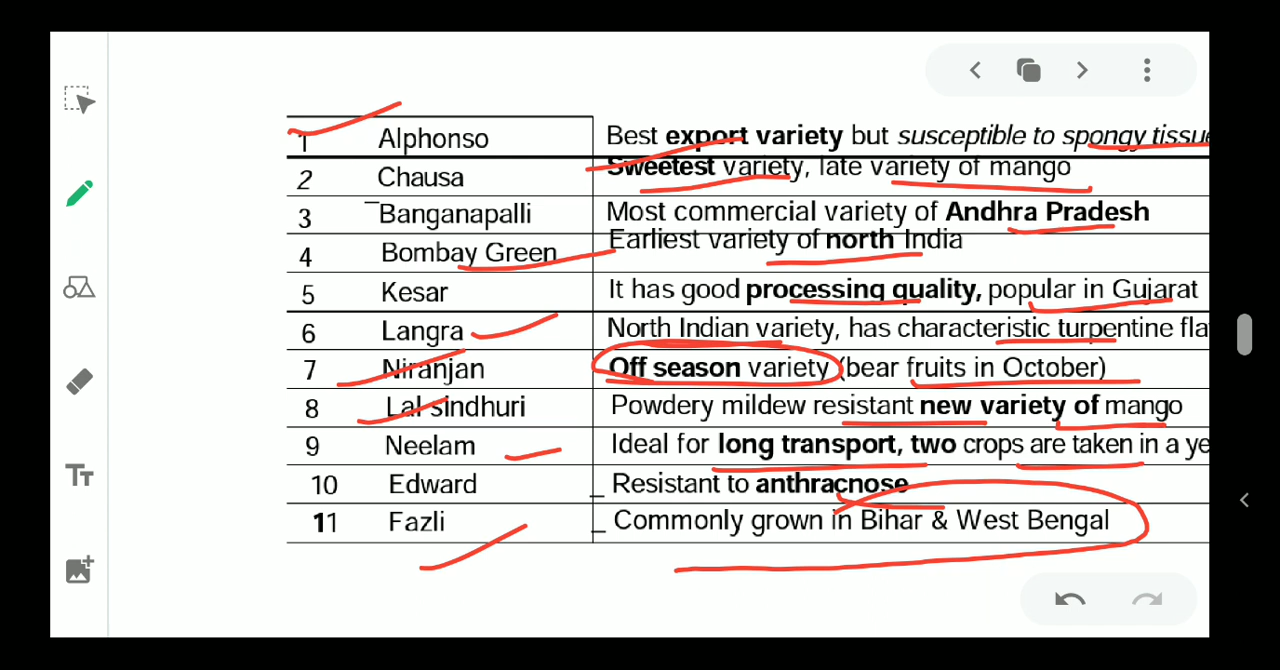 1 Alphonso Best export variety but susceptible to spongy tissue
2 Chausa Sweetest variety, late variety of mango
3 Banganapalli Most commercial variety of Andhra Pradesh
4 Bombay Green Earliest variety of north India
5 Kesar It has good processing quality, popular in Gujarat
6 Langra North Indian variety, has characteristic turpentine fla
7 Niranjan Off season variety (bear fruits in October)
8 Lal sindhuri Powdery mildew resistant new variety of mango
9 Neelam Ideal for long transport, two crops are taken in a ye
10 Edward _ Resistant to anthracnose
11 Fazli _ Commonly grown in Bihar & West Bengal
Tт